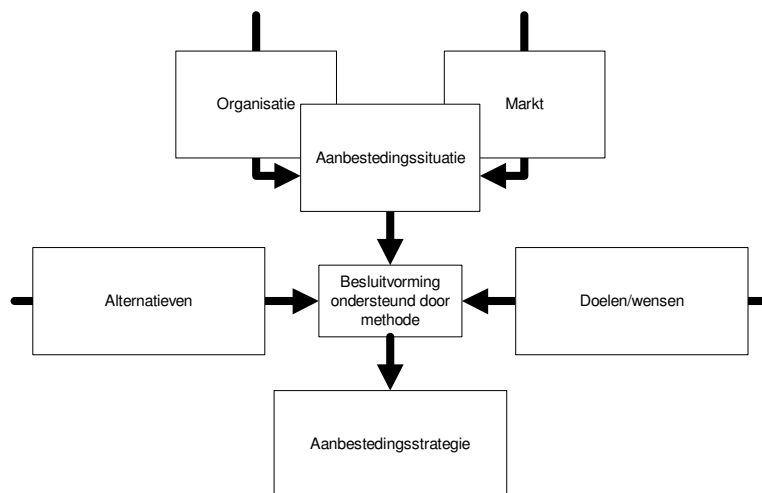 Organisatie
Markt
Aanbestedingssituatie
Alternatieven
Besluitvorming
ondersteund door
methode
Doelen/wensen
Aanbestedingsstrategie